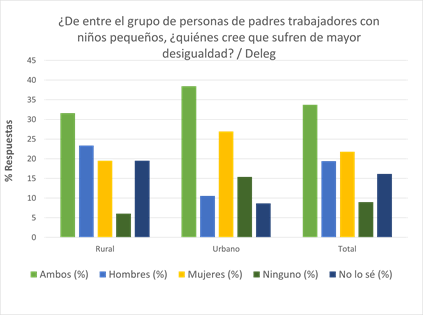 ¿De entre el grupo de personas de padres trabajadores con
niños pequeños, ¿quiénes cree que sufren de mayor
desigualdad? / Deleg
45
40
35
30
25
20
15
10
5
0
% Respuestas
Rural Urbano Total
Ambos (%) Hombres (%) Mujeres (%) Ninguno (%) No lo sé (%)